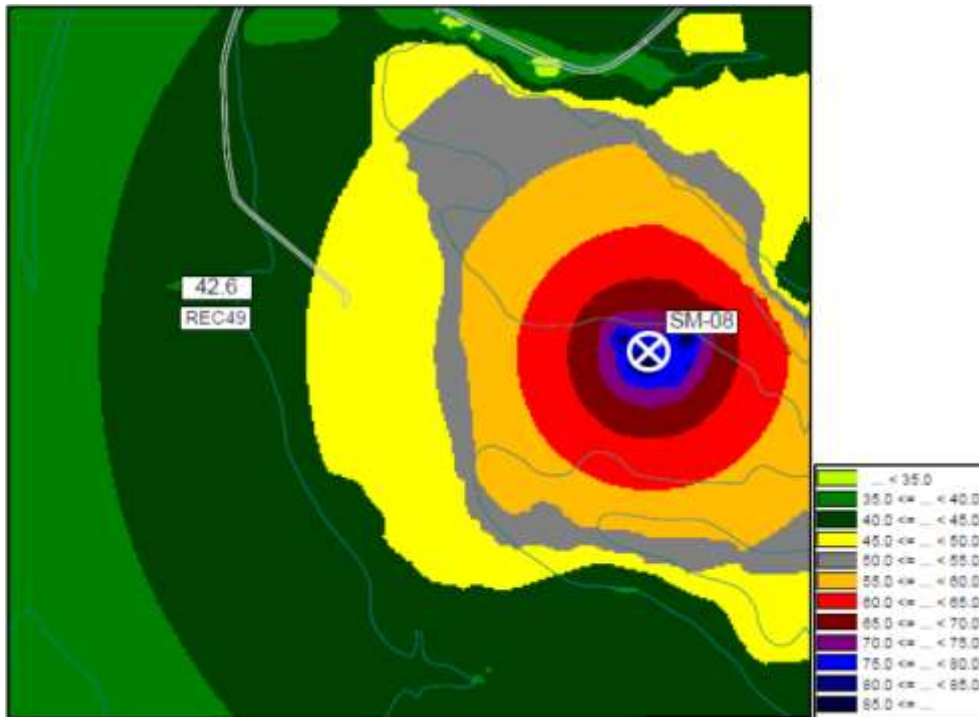 42.6
REC49
SM-08
... < 35.0
35.0 <= ... < 40.0
40.0 <= ... < 45.0
45.0 <= ... < 50.0
50.0 <= ... < 55.0
55.0 <= ... < 60.0
60.0 <= ... < 65.0
65.0 <= ... < 70.0
70.0 <= ... < 75.0
75.0 <= ... < 80.0
80.0 <= ... < 85.0
85.0 <= ...